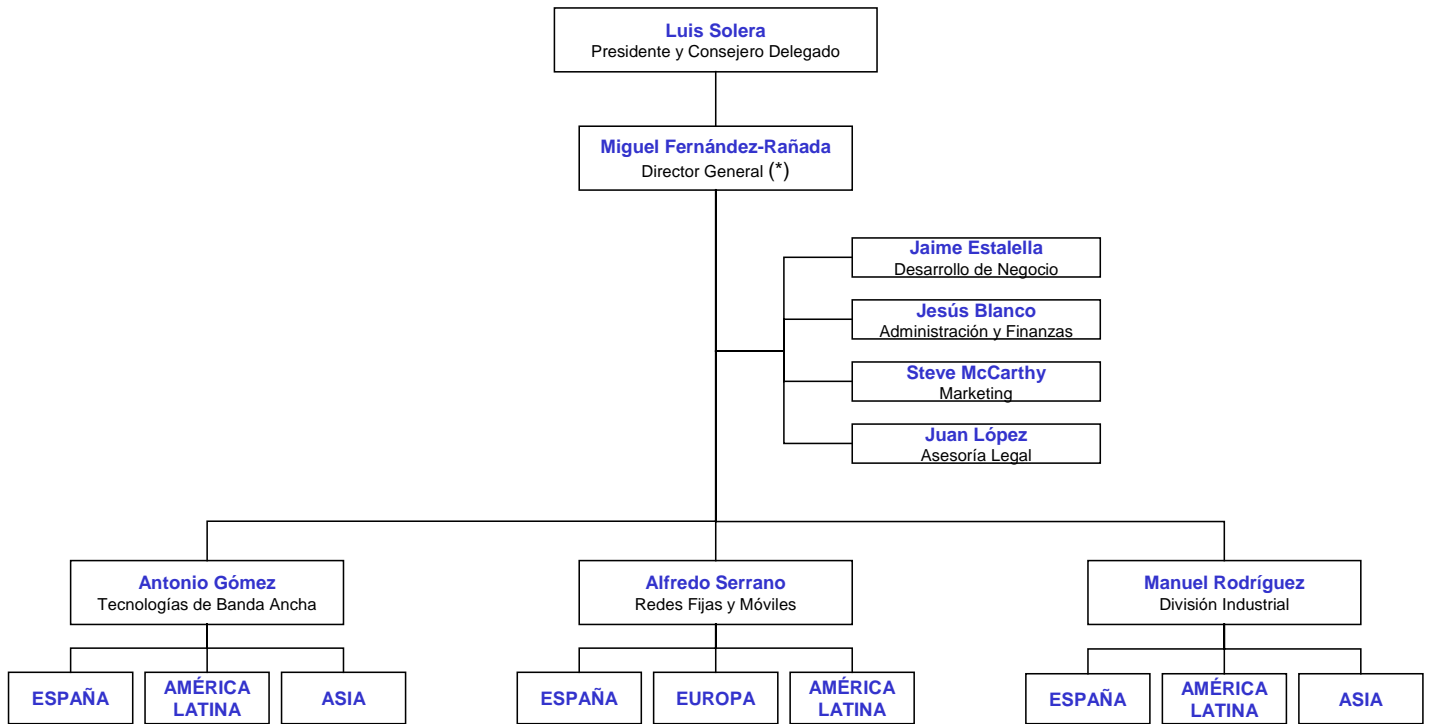 Luis Solera
Presidente y Consejero Delegado
Miguel Fernández-Rañada
Director General (*)
Jaime Estalella
Desarrollo de Negocio
Jesús Blanco
Administración y Finanzas
Steve McCarthy
Marketing
Juan López
Asesoría Legal
Antonio Gómez
Tecnologías de Banda Ancha
Alfredo Serrano
Redes Fijas y Móviles
Manuel Rodríguez
División Industrial
ESPAÑA
AMÉRICA
LATINA
ASIA
ESPAÑA
EUROPA
AMÉRICA
LATINA
ESPAÑA
AMÉRICA
LATINA
ASIA